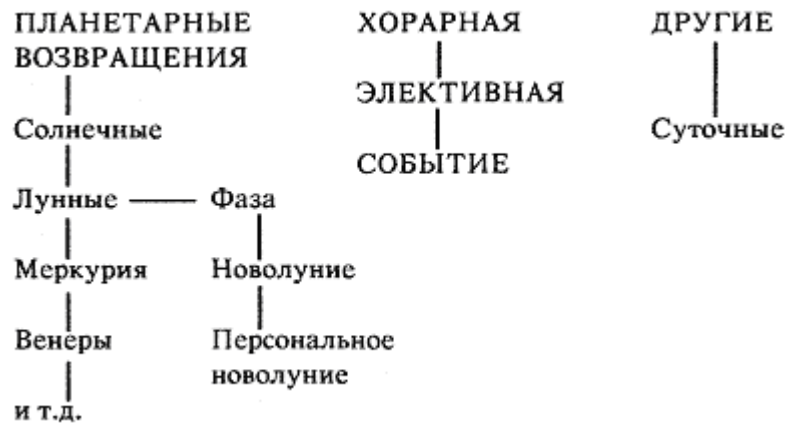 ПЛАНЕТАРНЫЕ
ВОЗВРАЩЕНИЯ
Солнечные
Лунные
Меркурия
Венеры
и т.д.
Фаза
Новолуние
Персональное
новолуние
ХОРАРНАЯ
ЭЛЕКТИВНАЯ
СОБЫТИЕ
ДРУГИЕ
Суточные